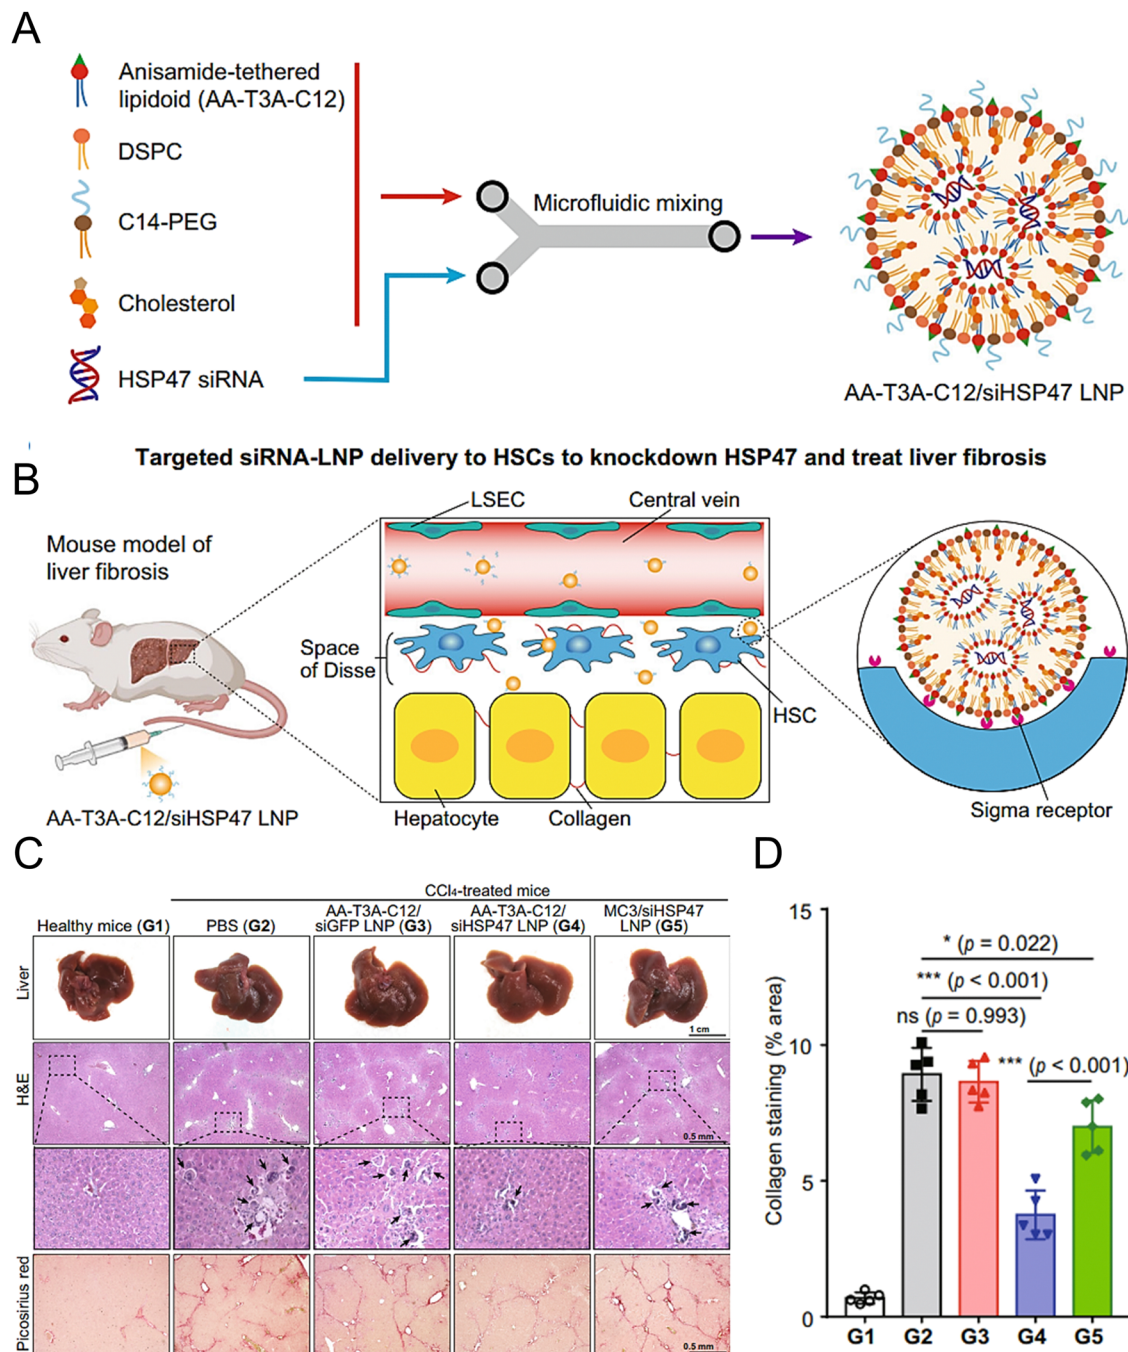 A
Anisamide-tethered
lipidoid (AA-T3A-C12)
DSPC
C14-PEG
Cholesterol
HSP47 siRNA
Microfluidic mixing
AA-T3A-C12/siHSP47 LNP
Targeted siRNA-LNP delivery to HSCs to knockdown HSP47 and treat liver fibrosis
B
Mouse model of
liver fibrosis
AA-T3A-C12/siHSP47 LNP
LSEC
Central vein
Space
of Disse
HSC
Hepatocyte
Collagen
Sigma receptor
C
CCl₄-treated mice
Healthy mice (G1)
PBS (G2)
AA-T3A-C12/
siGFP LNP (G3)
AA-T3A-C12/
siHSP47 LNP (G4)
MC3/siHSP47
LNP (G5)
Liver
1 cm
H&E
0.5 mm
Picosirius red
0.5 mm
D
Collagen staining (% area)
15
10
5
0
* (p = 0.022)
*** (p < 0.001)
ns (p = 0.993)
*** (p < 0.001)
G1 G2 G3 G4 G5